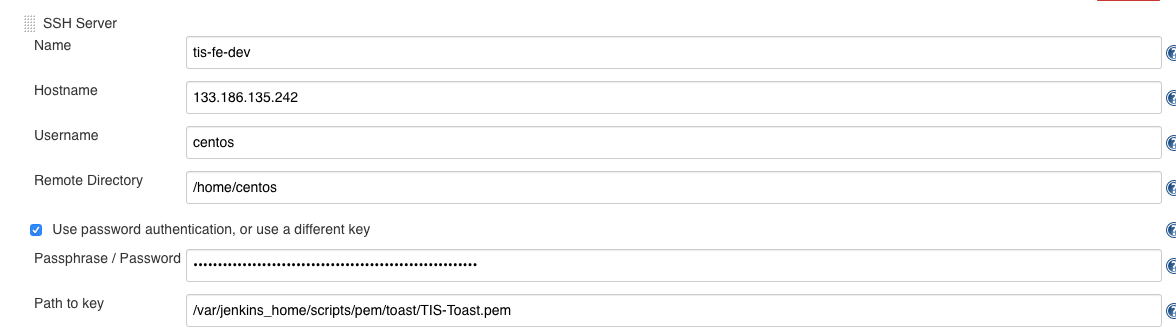 SSH Server
Name
tis-fe-dev
Hostname
133.186.135.242
Username
centos
Remote Directory
/home/centos
Use password authentication, or use a different key
Passphrase / Password
••••••••••••••••••••••••••••••••••••••••••••••••••••••••••
Path to key
/var/jenkins_home/scripts/pem/toast/TIS-Toast.pem